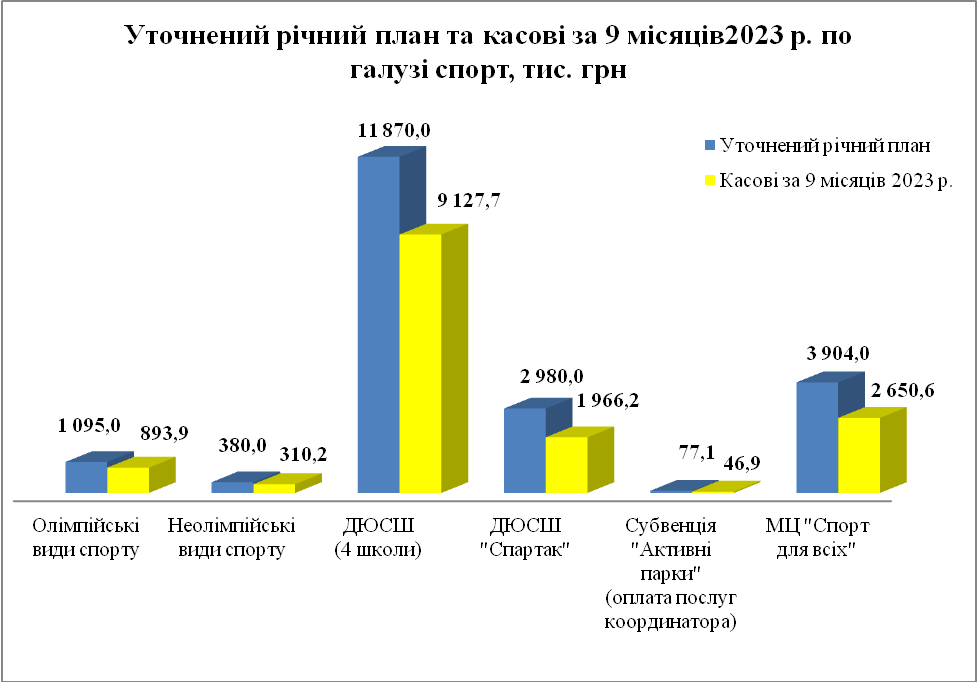 Уточнений річний план та касові за 9 місяців2023 р. по
галузі спорт, тис. грн
11 870,0
Уточнений річний план
Касові за 9 місяців 2023 р.
9 127,7
3 904,0
2 980,0
2 650,6
1 966,2
1 095,0
893,9
380,0
310,2
77,1
46,9
Олімпійські
види спорту
Неолімпійські
види спорту
ДЮСШ
(4 школи)
ДЮСШ
"Спартак"
Субвенція
"Активні
парки"
(оплата послуг
координатора)
МЦ "Спорт
для всіх"